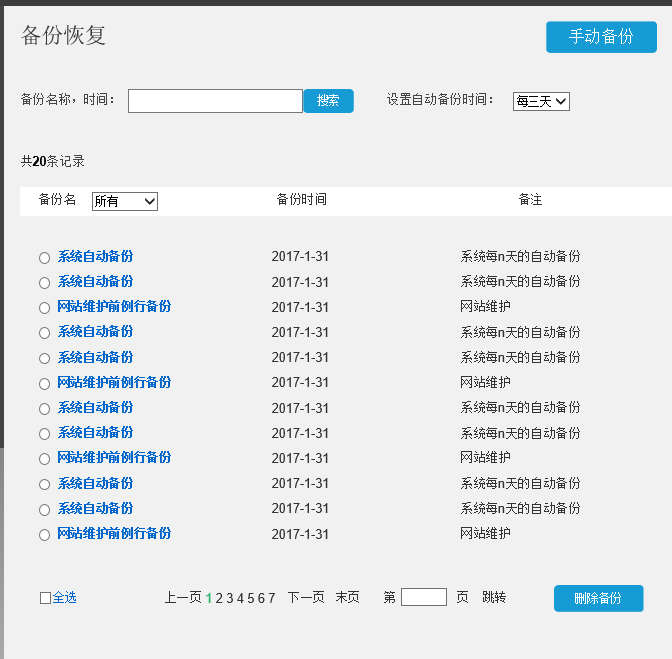 备份恢复 手动备份
备份名称，时间： 搜索 设置自动备份时间： 每三天
共20条记录
备份名 所有 备份时间 备注
系统自动备份 2017-1-31 系统每n天的自动备份
系统自动备份 2017-1-31 系统每n天的自动备份
网站维护前例行备份 2017-1-31 网站维护
系统自动备份 2017-1-31 系统每n天的自动备份
系统自动备份 2017-1-31 系统每n天的自动备份
网站维护前例行备份 2017-1-31 网站维护
系统自动备份 2017-1-31 系统每n天的自动备份
系统自动备份 2017-1-31 系统每n天的自动备份
网站维护前例行备份 2017-1-31 网站维护
系统自动备份 2017-1-31 系统每n天的自动备份
系统自动备份 2017-1-31 系统每n天的自动备份
网站维护前例行备份 2017-1-31 网站维护
全选 上一页 1 2 3 4 5 6 7 下一页 末页 第 页 跳转 删除备份